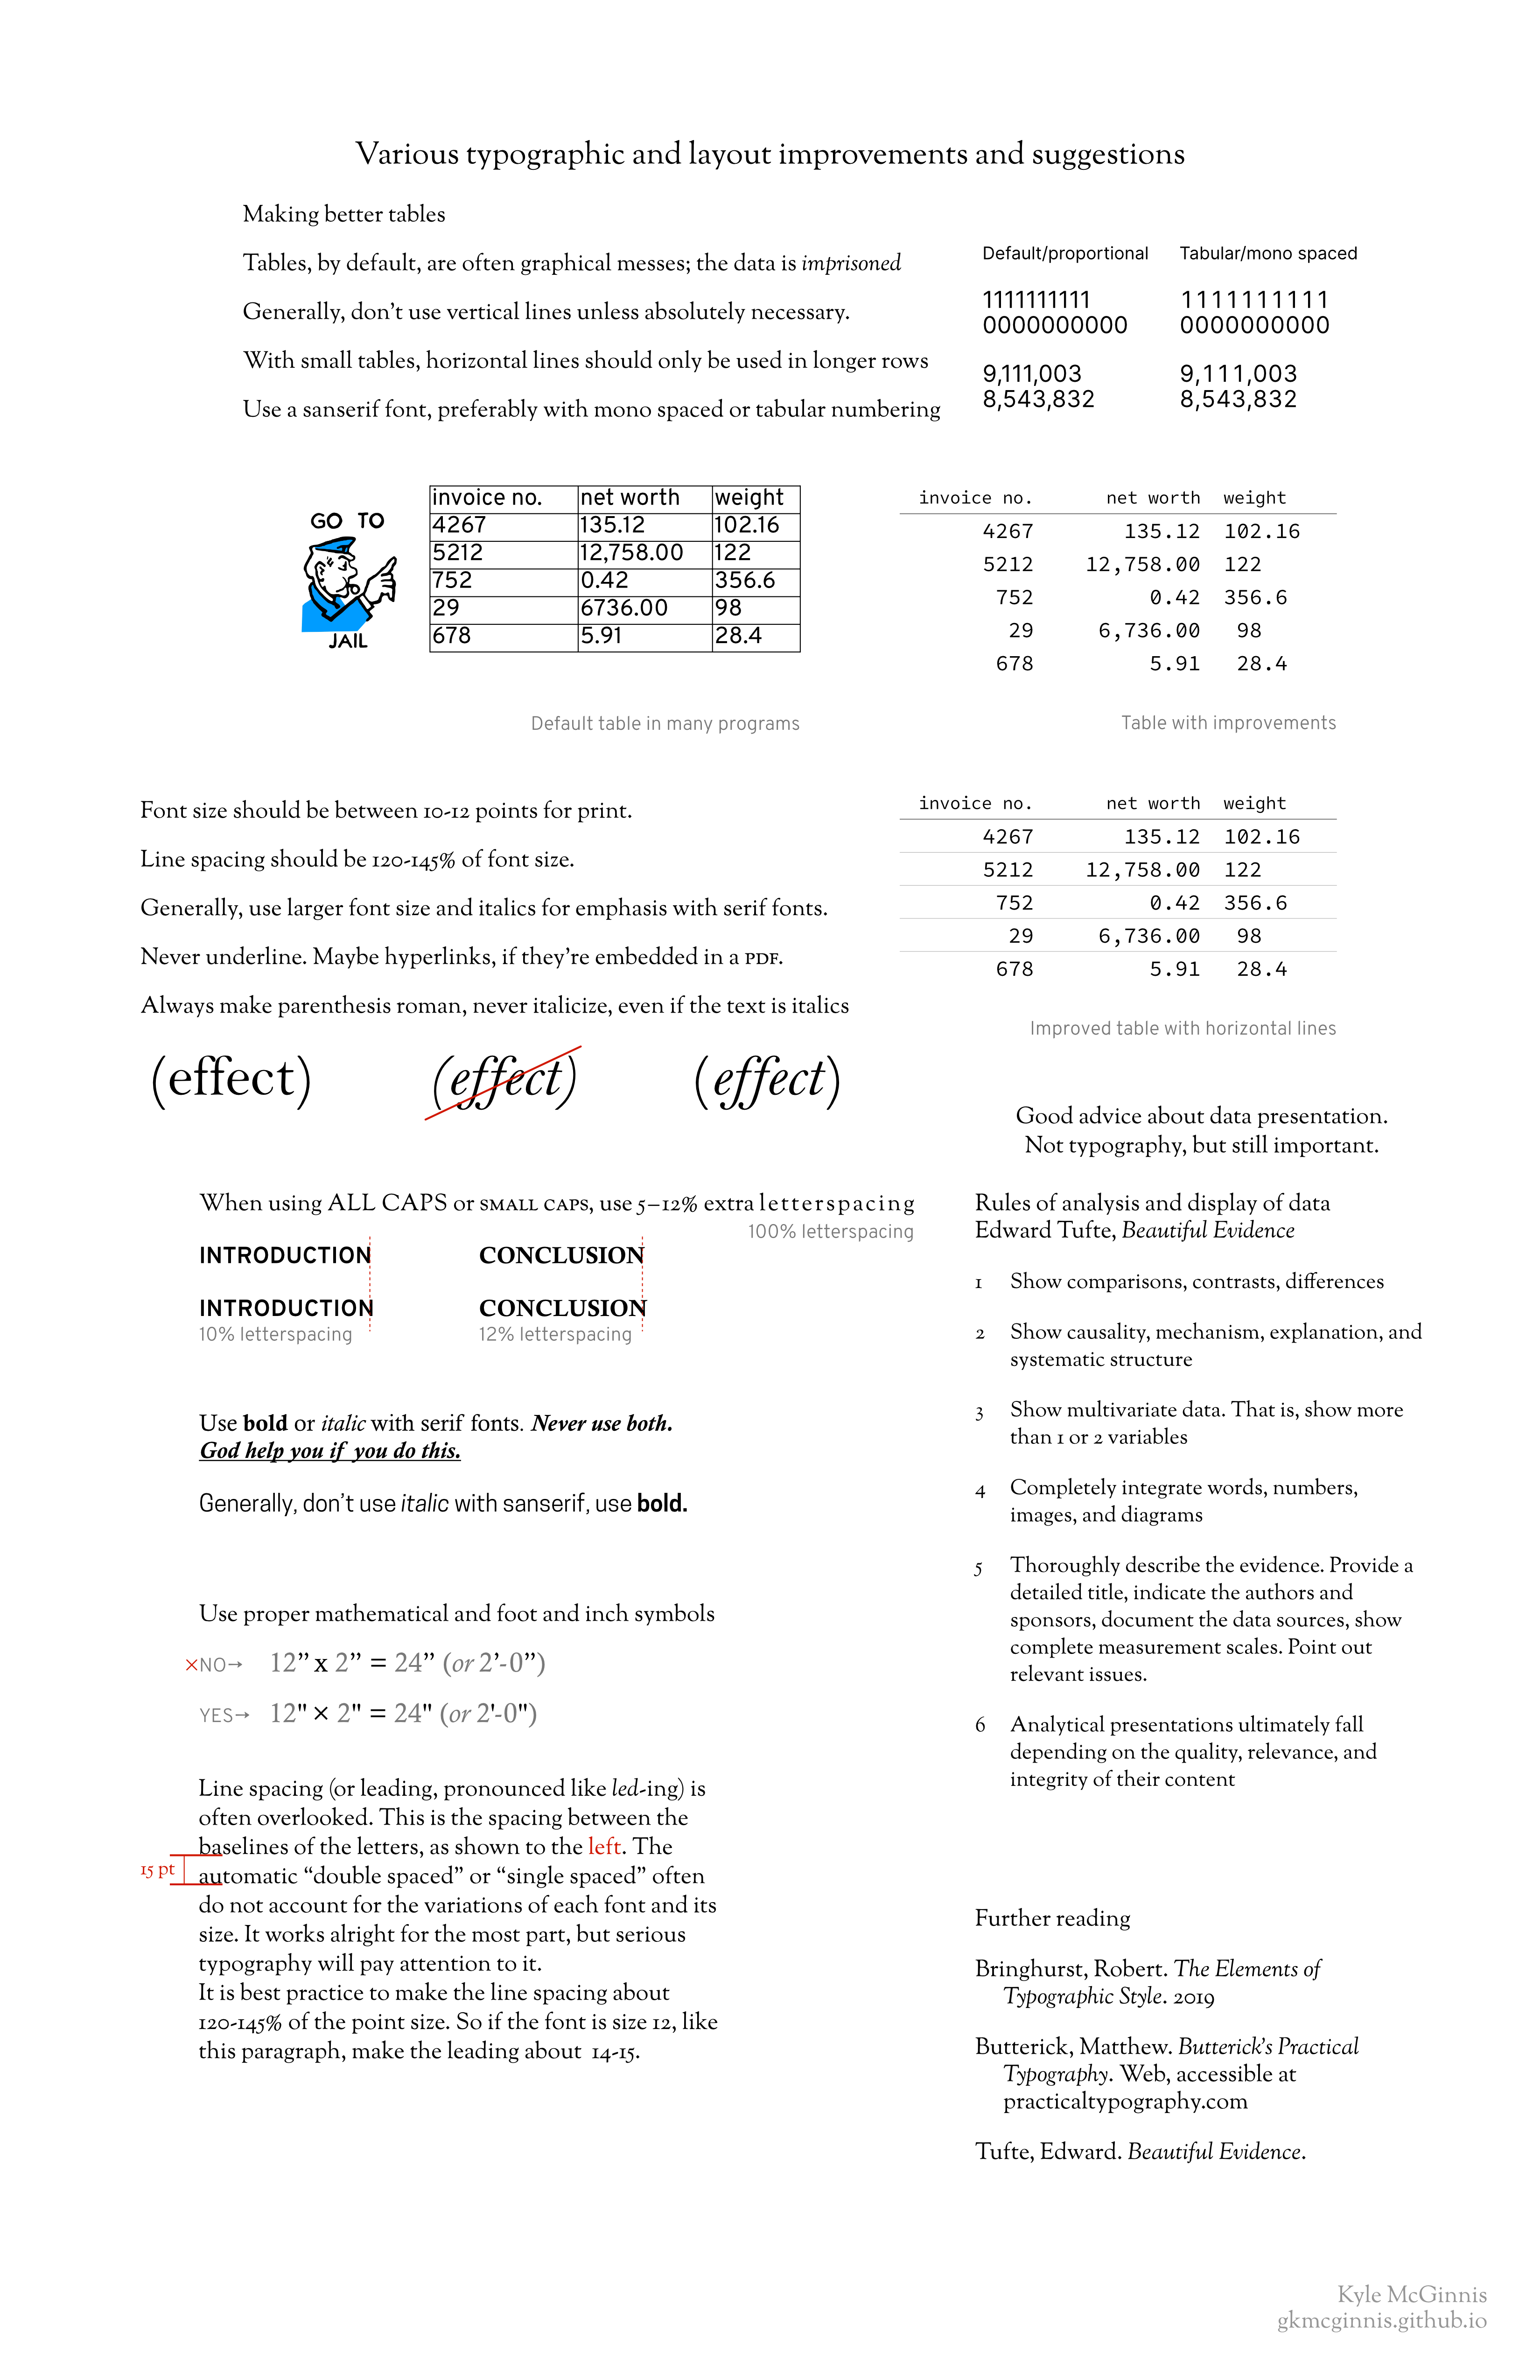 Various typographic and layout improvements and suggestions
Making better tables
Tables, by default, are often graphical messes; the data is imprisoned
Generally, don't use vertical lines unless absolutely necessary.
With small tables, horizontal lines should only be used in longer rows
Use a sanserif font, preferably with mono spaced or tabular numbering
Default/proportional Tabular/mono spaced
1111111111 1111111111
0000000000 0000000000
9,111,003 9,111,003
8,543,832 8,543,832
GO TO
JAIL
invoice no. net worth weight
4267 135.12 102.16
5212 12,758.00 122
752 0.42 356.6
29 6736.00 98
678 5.91 28.4
Default table in many programs
invoice no. net worth weight
4267 135.12 102.16
5212 12,758.00 122
752 0.42 356.6
29 6,736.00 98
678 5.91 28.4
Table with improvements
Font size should be between 10-12 points for print.
Line spacing should be 120-145% of font size.
Generally, use larger font size and italics for emphasis with serif fonts.
Never underline. Maybe hyperlinks, if they're embedded in a PDF.
Always make parenthesis roman, never italicize, even if the text is italics
(effect) (effect) (effect)
invoice no. net worth weight
4267 135.12 102.16
5212 12,758.00 122
752 0.42 356.6
29 6,736.00 98
678 5.91 28.4
Improved table with horizontal lines
When using ALL CAPS or SMALL CAPS, use 5–12% extra letterspacing
100% letterspacing
INTRODUCTION CONCLUSION
INTRODUCTION CONCLUSION
10% letterspacing 12% letterspacing
Use bold or italic with serif fonts. Never use both.
God help you if you do this.
Generally, don't use italic with sanserif, use bold.
Use proper mathematical and foot and inch symbols
×NO→ 12” x 2” = 24” (or 2’-0”)
YES→ 12" × 2" = 24" (or 2'-0")
Line spacing (or leading, pronounced like led-ing) is
often overlooked. This is the spacing between the
baselines of the letters, as shown to the left. The
15 pt
automatic “double spaced” or “single spaced” often
do not account for the variations of each font and its
size. It works alright for the most part, but serious
typography will pay attention to it.
It is best practice to make the line spacing about
120-145% of the point size. So if the font is size 12, like
this paragraph, make the leading about 14-15.
Good advice about data presentation.
Not typography, but still important.
Rules of analysis and display of data
Edward Tufte, Beautiful Evidence
1 Show comparisons, contrasts, differences
2 Show causality, mechanism, explanation, and
systematic structure
3 Show multivariate data. That is, show more
than 1 or 2 variables
4 Completely integrate words, numbers,
images, and diagrams
5 Thoroughly describe the evidence. Provide a
detailed title, indicate the authors and
sponsors, document the data sources, show
complete measurement scales. Point out
relevant issues.
6 Analytical presentations ultimately fall
depending on the quality, relevance, and
integrity of their content
Further reading
Bringhurst, Robert. The Elements of
Typographic Style. 2019
Butterick, Matthew. Butterick's Practical
Typography. Web, accessible at
practicaltypography.com
Tufte, Edward. Beautiful Evidence.
Kyle McGinnis
gkmcginnis.github.io